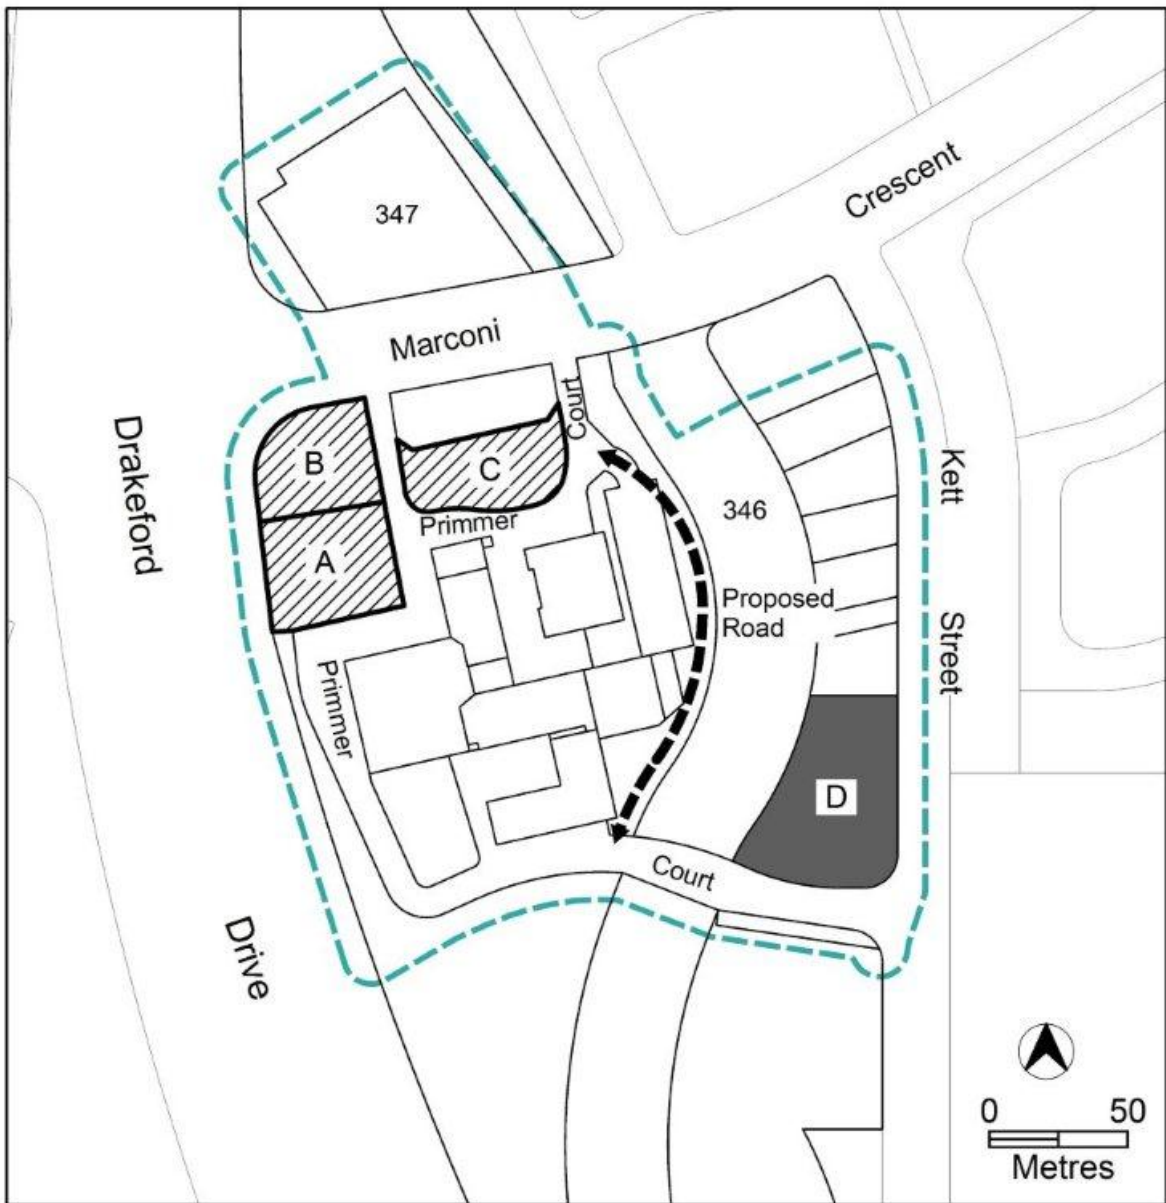 347
Crescent
Marconi
Court
Drakeford
B
C
Kett
346
Primmer
A
Proposed
Road
Street
Primmer
D
Court
Drive
0 50
Metres